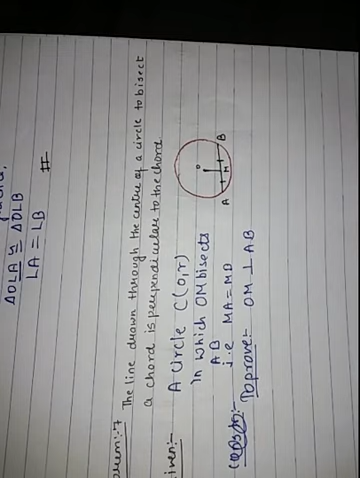 ΔOLA ≅ ΔOLB
LA = LB
#
The line drawn through the centre of a circle to bisect
a chord is perpendicular to the chord.
A circle C(O, r)
in which OM bisects
AB
i.e MA = MD
To prove:- OM ⊥ AB
O
A
M
B